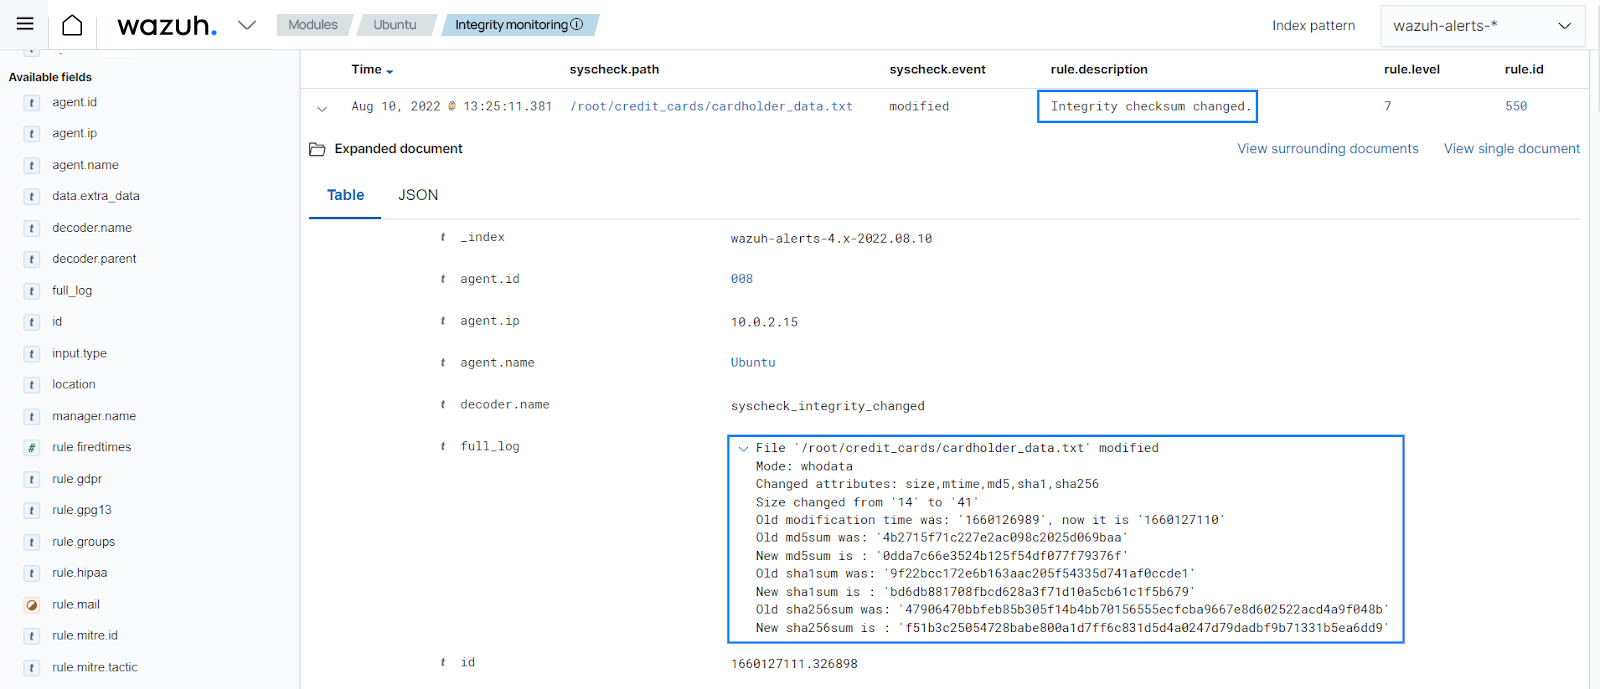 wazuh.
Modules
Ubuntu
Integrity monitoring
Index pattern
wazuh-alerts-*
Available fields
t agent.id
t agent.ip
t agent.name
t data.extra_data
t decoder.name
t decoder.parent
t full_log
t id
t input.type
t location
t manager.name
# rule.firedtimes
t rule.gdpr
t rule.gpg13
t rule.groups
t rule.hipaa
rule.mail
t rule.mitre.id
t rule.mitre.tactic
Time syscheck.path syscheck.event rule.description rule.level rule.id
Aug 10, 2022 @ 13:25:11.381 /root/credit_cards/cardholder_data.txt modified Integrity checksum changed. 7 550
Expanded document
View surrounding documents View single document
Table JSON
t _index wazuh-alerts-4.x-2022.08.10
t agent.id 008
t agent.ip 10.0.2.15
t agent.name Ubuntu
t decoder.name syscheck_integrity_changed
t full_log
File '/root/credit_cards/cardholder_data.txt' modified
Mode: whodata
Changed attributes: size,mtime,md5,sha1,sha256
Size changed from '14' to '41'
Old modification time was: '1660126989', now it is '1660127110'
Old md5sum was: '4b2715f71c227e2ac098c2025d069baa'
New md5sum is : '0dda7c66e3524b125f54df077f79376f'
Old sha1sum was: '9f22bcc172e6b163aac205f54335d741af0ccde1'
New sha1sum is : 'bd6db881708fbcd628a3f71d10a5cb61c1f5b679'
Old sha256sum was: '47906470bbfeb85b305f14b4bb70156555ecfcba9667e8d602522acd4a9f048b'
New sha256sum is : 'f51b3c25054728babe800a1d7ff6c831d5d4a0247d79dadbf9b71331b5ea6dd9'
t id 1660127111.326898